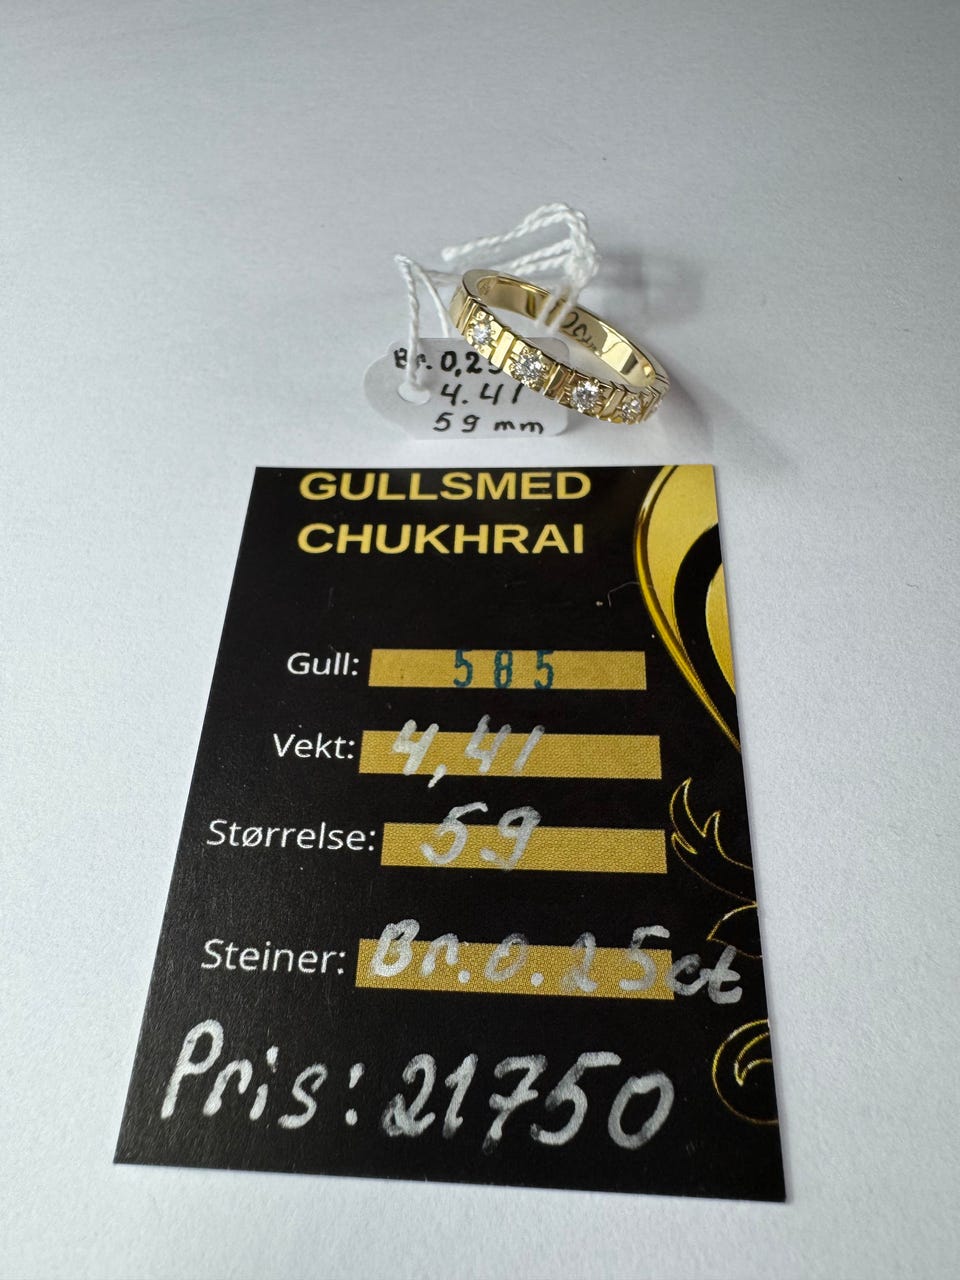 Br. 0,25
4.41
59 mm
GULLSMED
CHUKHRAI
Gull: 585
Vekt: 4,41
Størrelse: 59
Steiner: Br. 0.25ct
Pris: 21750